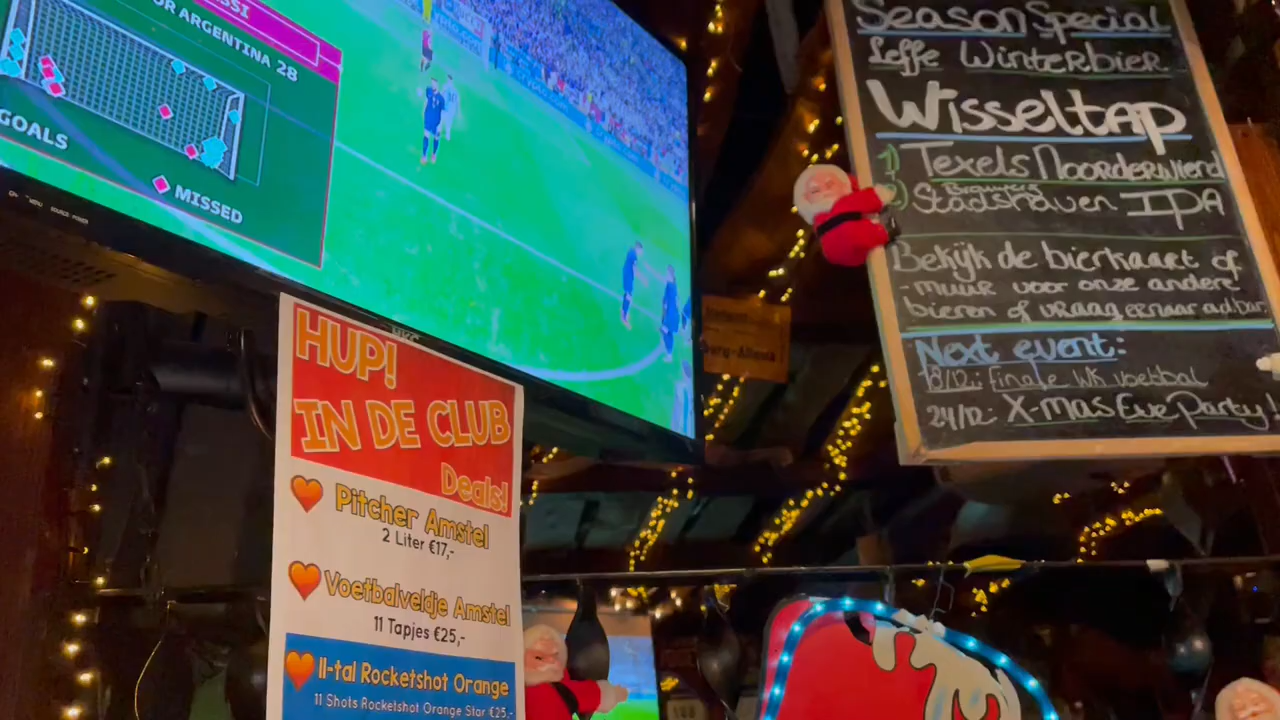 SSI
OR ARGENTINA 28
GOALS
MISSED
MENU
SOURCE
POWER
HUP!
IN DE CLUB
Deals!
Pitcher Amstel
2 Liter €17,-
Voetbalveldje Amstel
11 Tapjes €25,-
11-tal Rocketshot Orange
11 Shots Rocketshot Orange Star €25,-
Season Special
Leffe Winterbier
Wisseltap
1) Texels Noorderwiend
2) Stadshaven Brouwerij IPA
Bekijk de bierkaart of
-muur voor onze andere
bieren of vraag ernaar a/d bar
Next event:
18/12: finale WK voetbal
24/12: X-mas Eve Party!